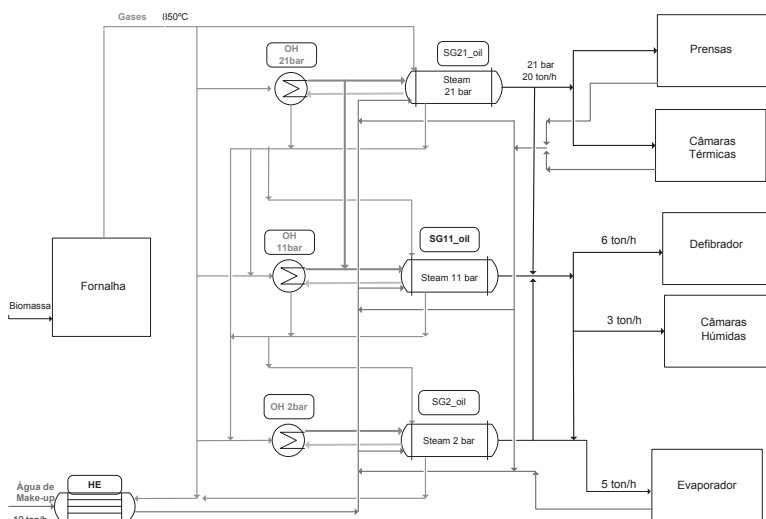 Gases 850ºC
OH
21bar
SG21_oil
Steam
21 bar
21 bar
20 ton/h
Prensas
Câmaras
Térmicas
OH
11bar
SG11_oil
Steam 11 bar
6 ton/h
Defibrador
3 ton/h
Câmaras
Húmidas
Fornalha
Biomassa
OH 2bar
SG2_oil
Steam 2 bar
Água de
Make-up
HE
5 ton/h
Evaporador
10 ton/h